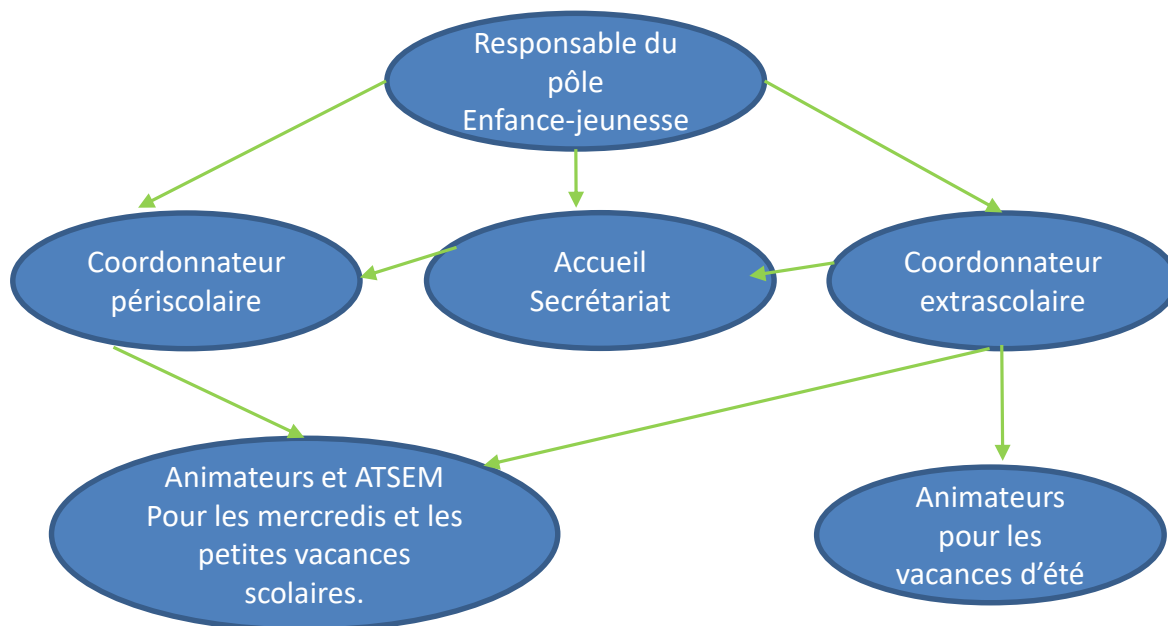 Responsable du
pôle
Enfance-jeunesse
Coordonnateur
périscolaire
Accueil
Secrétariat
Coordonnateur
extrascolaire
Animateurs et ATSEM
Pour les mercredis et les
petites vacances
scolaires.
Animateurs
pour les
vacances d’été